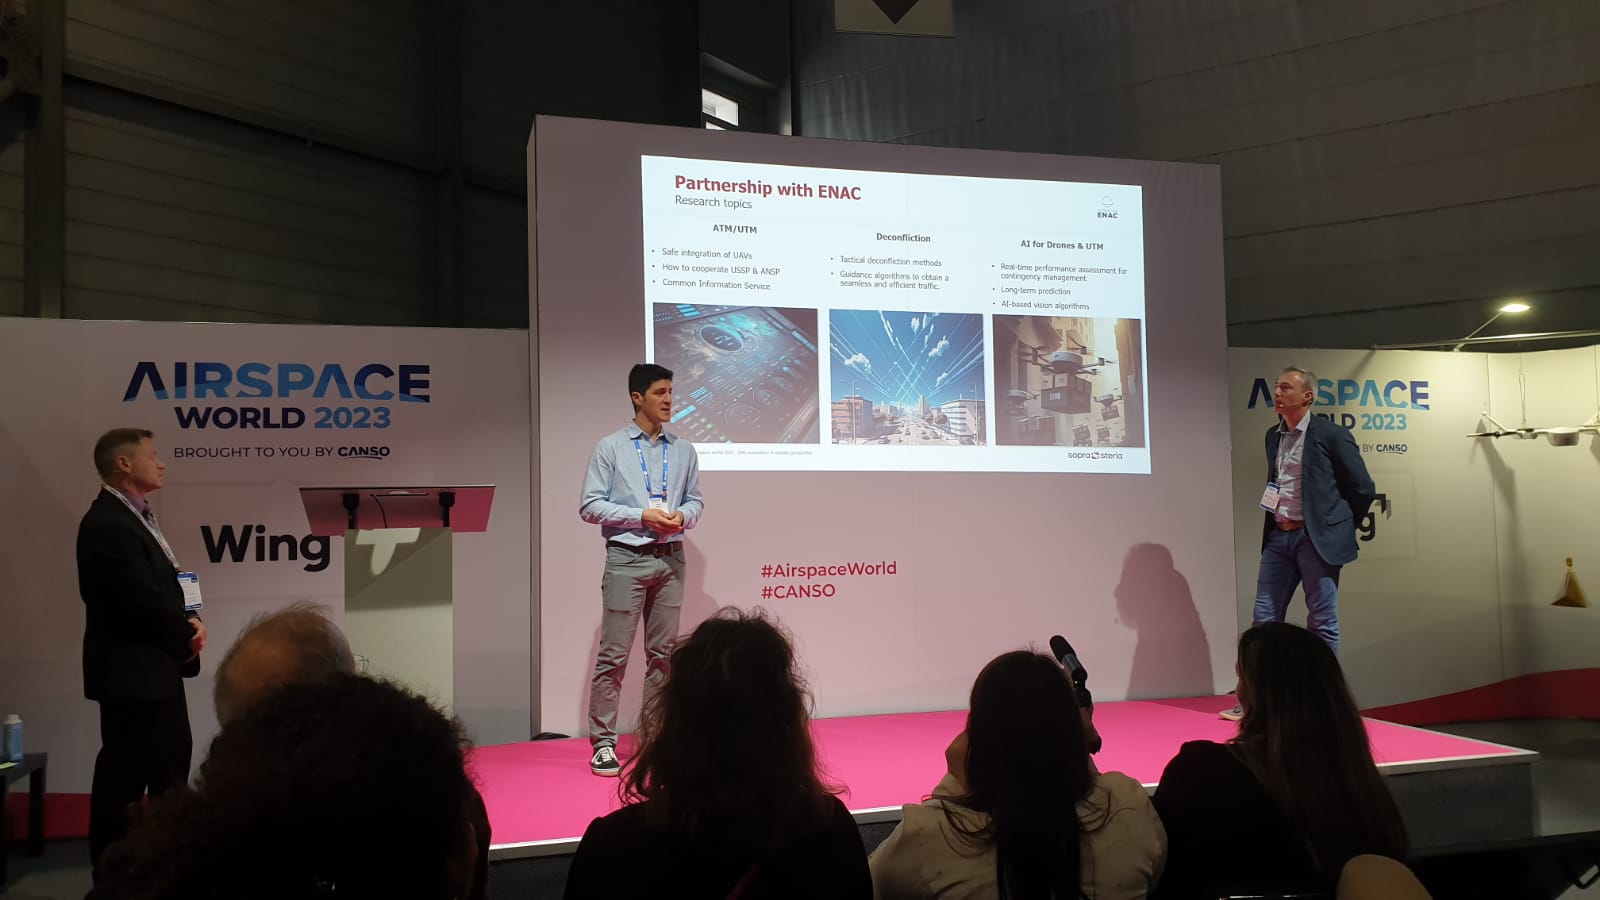 Partnership with ENAC
Research topics
ENAC
ATM/UTM
• Safe integration of UAVs
• How to cooperate USSP & ANSP
• Common Information Service
Deconfliction
• Tactical deconfliction methods
• Guidance algorithms to obtain a
seamless and efficient traffic.
AI for Drones & UTM
• Real-time performance assessment for
contingency management
• Long-term prediction
• AI-based vision algorithms
sopra steria
AIRSPACE
WORLD 2023
BROUGHT TO YOU BY CANSO
Wing
#AirspaceWorld
#CANSO
AIRSPACE
WORLD 2023
BY CANSO